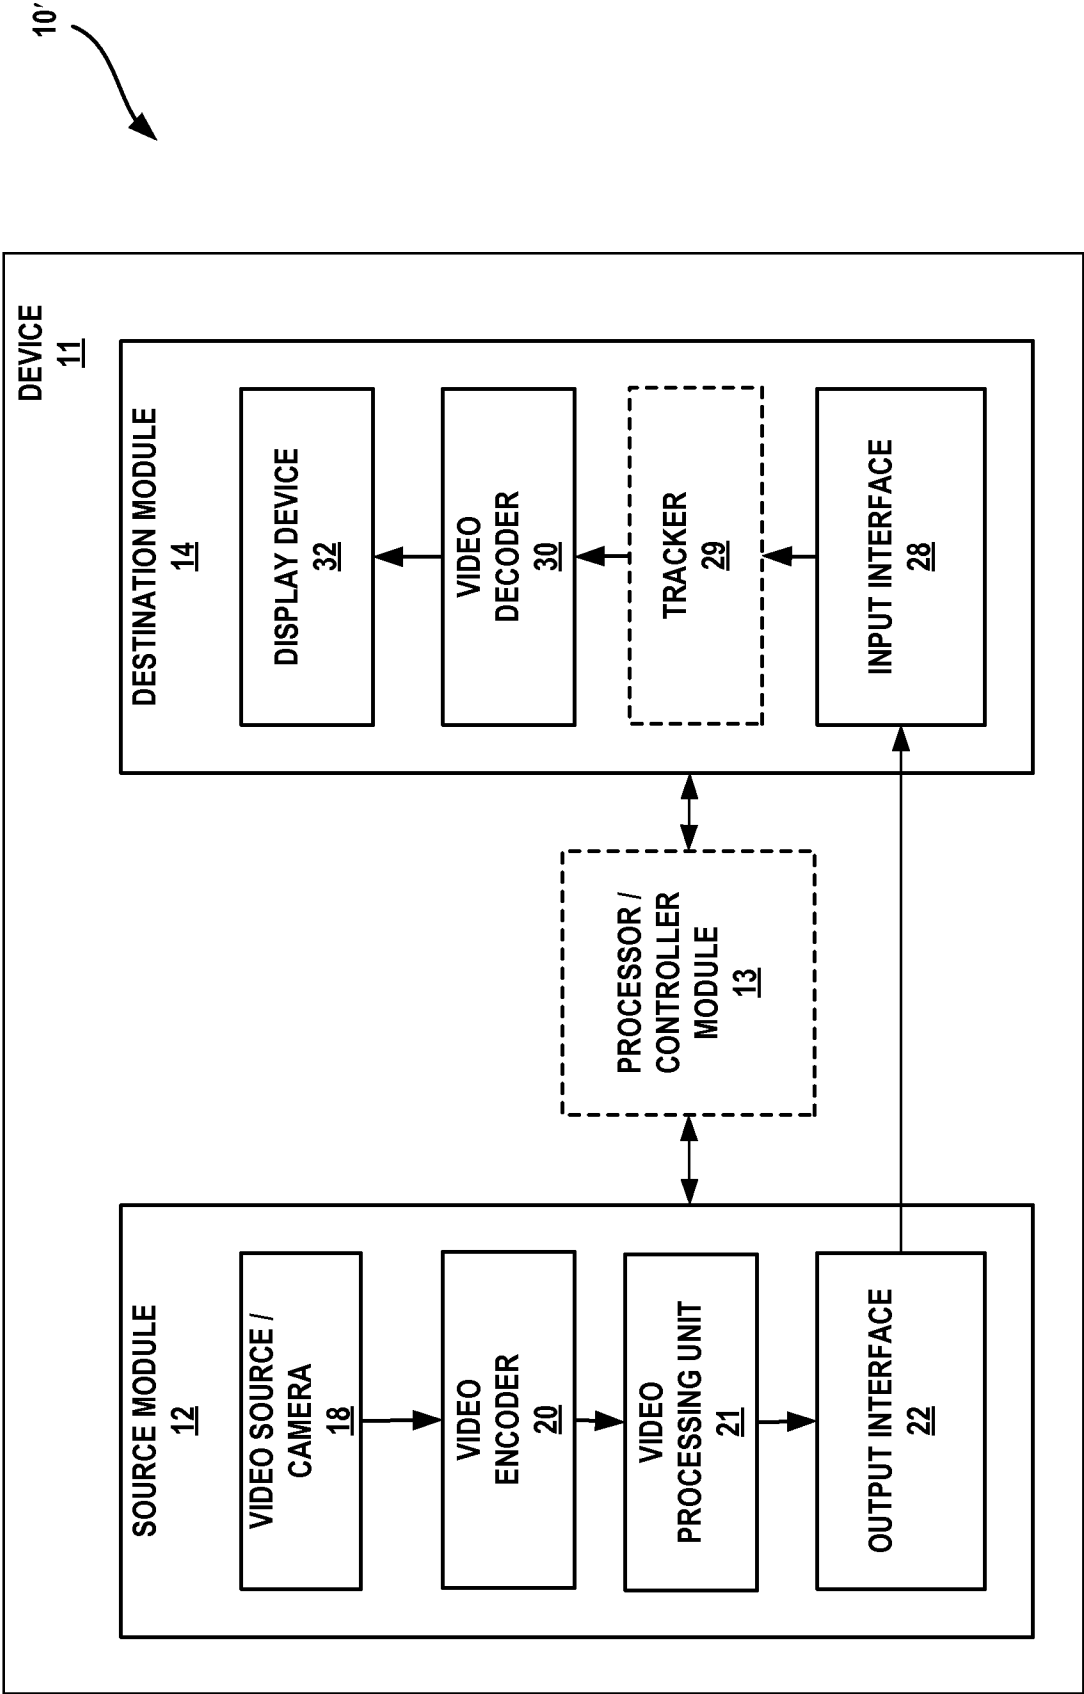 10'
DEVICE
11
SOURCE MODULE
12
VIDEO SOURCE /
CAMERA
18
VIDEO
ENCODER
20
VIDEO
PROCESSING UNIT
21
OUTPUT INTERFACE
22
PROCESSOR /
CONTROLLER
MODULE
13
DESTINATION MODULE
14
DISPLAY DEVICE
32
VIDEO
DECODER
30
TRACKER
29
INPUT INTERFACE
28